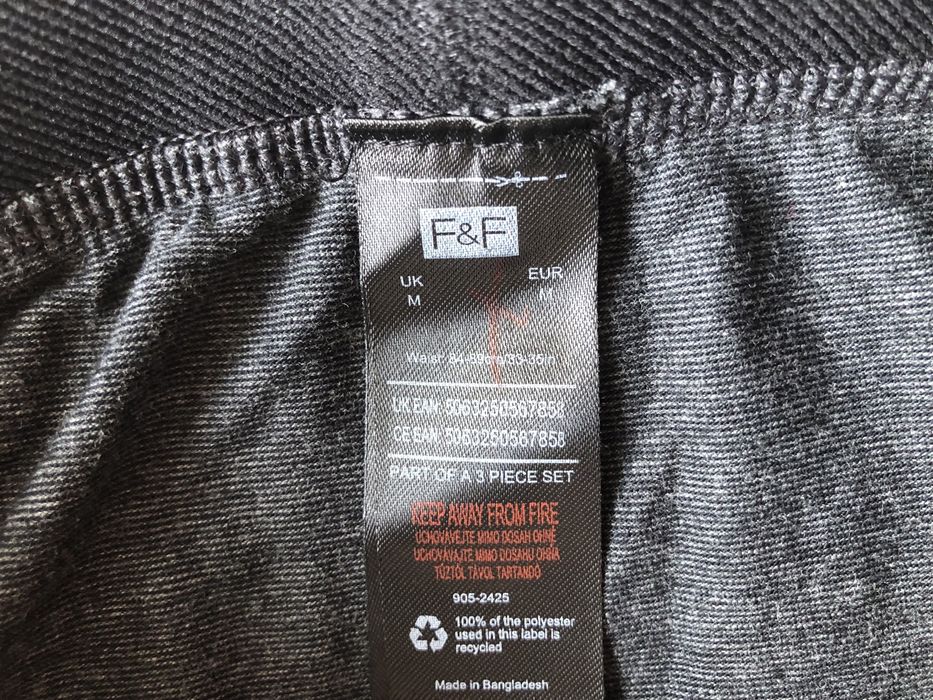 F&F
UK EUR
M M
Waist 84-89cm/33-35in
UK EAN 5063250567858
CE EAN 5063250567858
PART OF A 3 PIECE SET
KEEP AWAY FROM FIRE
UCHOVÁVEJTE MIMO DOSAH OHNĚ
UCHOVÁVAJTE MIMO DOSAHU OHŇA
TŰZTŐL TÁVOL TARTANDÓ
905-2425
100% of the polyester
used in this label is
recycled
Made in Bangladesh